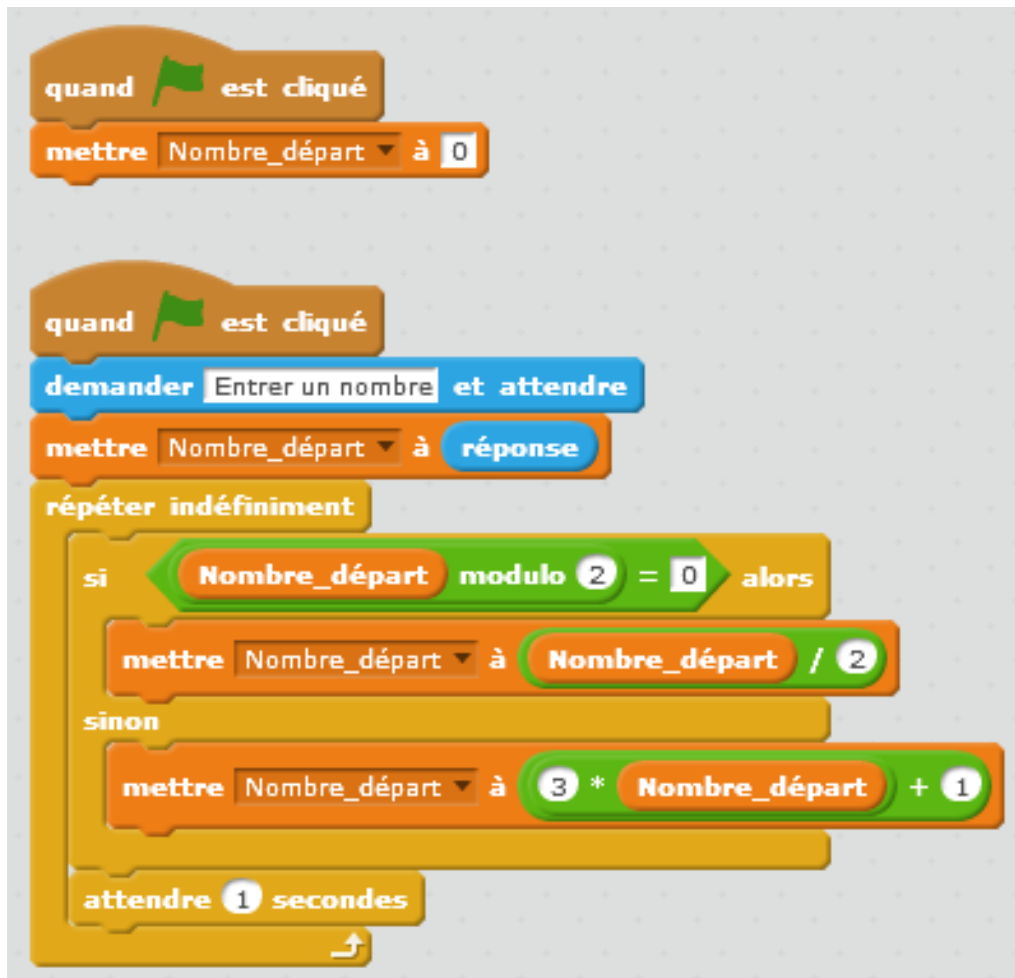 quand est cliqué
mettre Nombre_départ à 0
quand est cliqué
demander Entrer un nombre et attendre
mettre Nombre_départ à réponse
répéter indéfiniment
si Nombre_départ modulo 2 = 0 alors
mettre Nombre_départ à Nombre_départ / 2
sinon
mettre Nombre_départ à 3 * Nombre_départ + 1
attendre 1 secondes